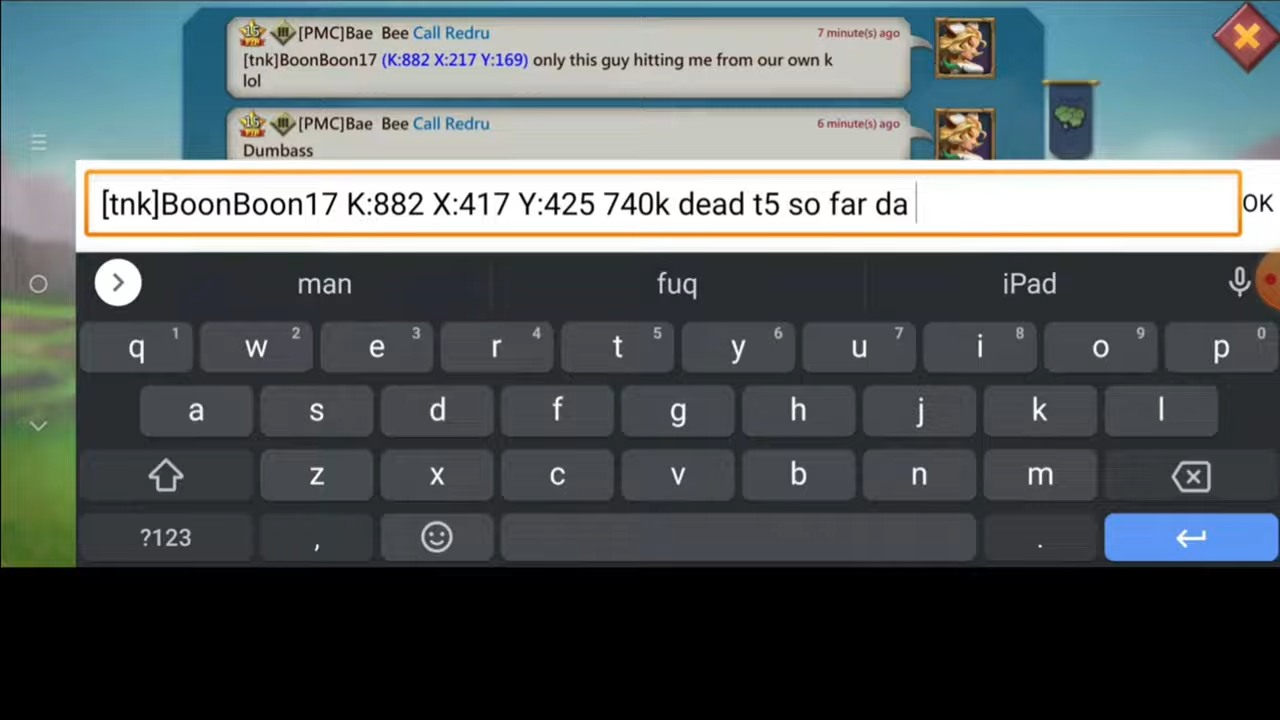 15 [PMC]Bae Bee Call Redru 7 minute(s) ago
[tnk]BoonBoon17 (K:882 X:217 Y:169) only this guy hitting me from our own k
lol
15 [PMC]Bae Bee Call Redru 6 minute(s) ago
Dumbass
[tnk]BoonBoon17 K:882 X:417 Y:425 740k dead t5 so far da OK
man fuq iPad
q 1 w 2 e 3 r 4 t 5 y 6 u 7 i 8 o 9 p 0
a s d f g h j k l
z x c v b n m
?123 , .